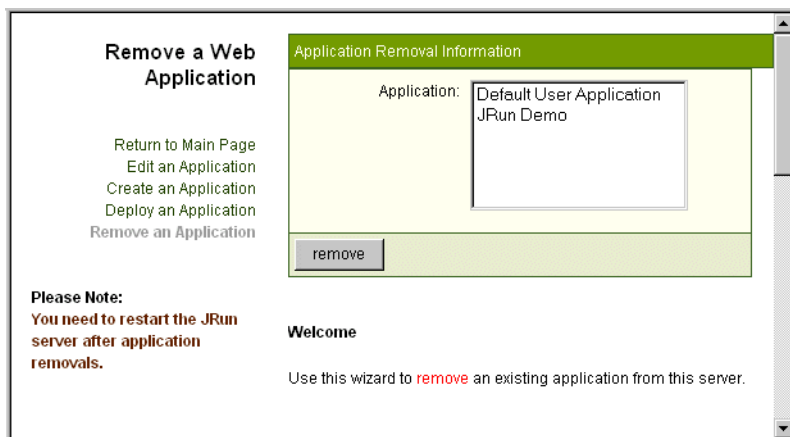 Remove a Web
Application
Return to Main Page
Edit an Application
Create an Application
Deploy an Application
Remove an Application
Please Note:
You need to restart the JRun
server after application
removals.
Application Removal Information
Application:
Default User Application
JRun Demo
remove
Welcome
Use this wizard to remove an existing application from this server.